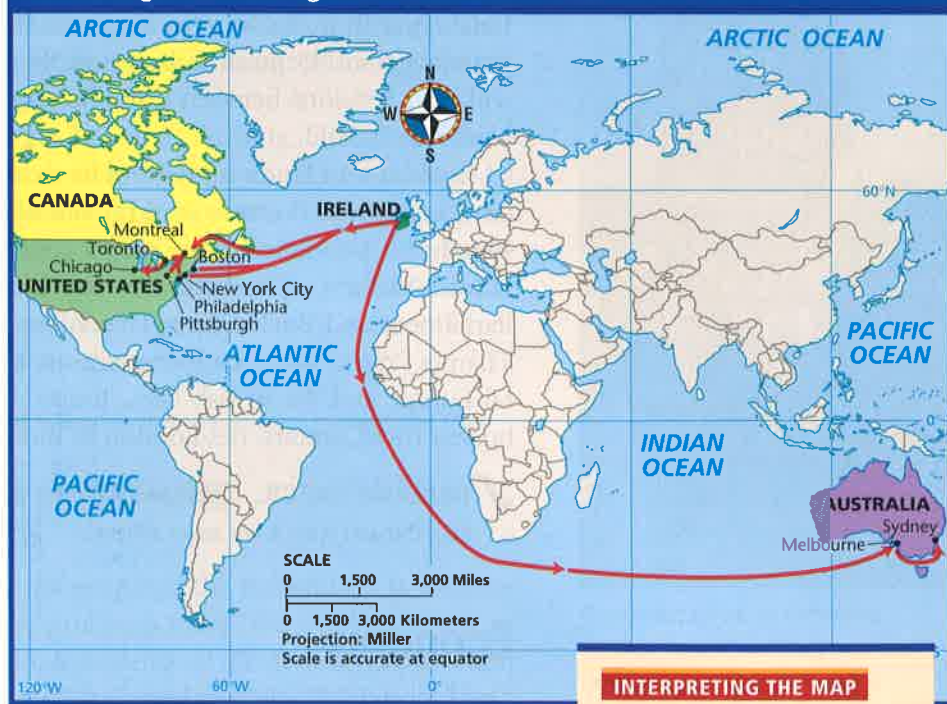 ARCTIC OCEAN
ARCTIC OCEAN
N
W
E
S
60°N
CANADA
IRELAND
Montreal
Toronto
Boston
Chicago
UNITED STATES
New York City
Philadelphia
Pittsburgh
ATLANTIC
OCEAN
PACIFIC
OCEAN
0°
INDIAN
OCEAN
PACIFIC
OCEAN
AUSTRALIA
Sydney
Melbourne
SCALE
0 1,500 3,000 Miles
0 1,500 3,000 Kilometers
Projection: Miller
Scale is accurate at equator
120°W
60°W
0°
INTERPRETING THE MAP